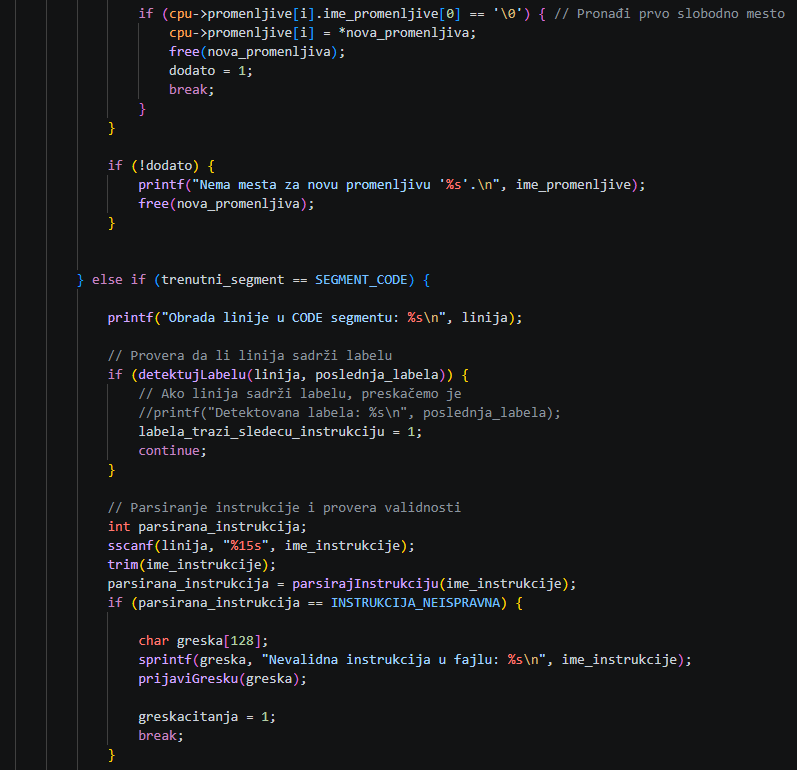 if (cpu->promenljive[i].ime_promenljive[0] == '\0') { // Pronađi prvo slobodno mesto
cpu->promenljive[i] = *nova_promenljiva;
free(nova_promenljiva);
dodato = 1;
break;
}
}
if (!dodato) {
printf("Nema mesta za novu promenljivu '%s'.\n", ime_promenljive);
free(nova_promenljiva);
}
} else if (trenutni_segment == SEGMENT_CODE) {
printf("Obrada linije u CODE segmentu: %s\n", linija);
// Provera da li linija sadrži labelu
if (detektujLabelu(linija, poslednja_labela)) {
// Ako linija sadrži labelu, preskačemo je
//printf("Detektovana labela: %s\n", poslednja_labela);
labela_trazi_sledecu_instrukciju = 1;
continue;
}
// Parsiranje instrukcije i provera validnosti
int parsirana_instrukcija;
sscanf(linija, "%15s", ime_instrukcije);
trim(ime_instrukcije);
parsirana_instrukcija = parsirajInstrukciju(ime_instrukcije);
if (parsirana_instrukcija == INSTRUKCIJA_NEISPRAVNA) {
char greska[128];
sprintf(greska, "Nevalidna instrukcija u fajlu: %s\n", ime_instrukcije);
prijaviGresku(greska);
greskacitanja = 1;
break;
}